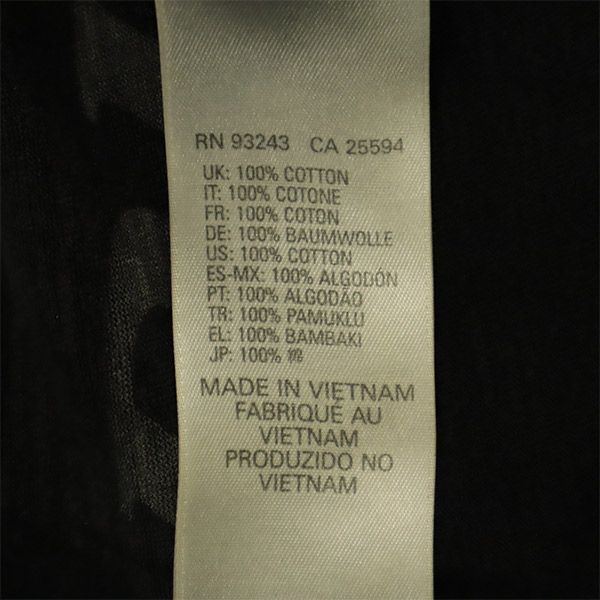 RN 93243 CA 25594
UK: 100% COTTON
IT: 100% COTONE
FR: 100% COTON
DE: 100% BAUMWOLLE
US: 100% COTTON
ES-MX: 100% ALGODÓN
PT: 100% ALGODÃO
TR: 100% PAMUKLU
EL: 100% BAMBAKI
JP: 100% 綿
MADE IN VIETNAM
FABRIQUÉ AU
VIETNAM
PRODUZIDO NO
VIETNAM